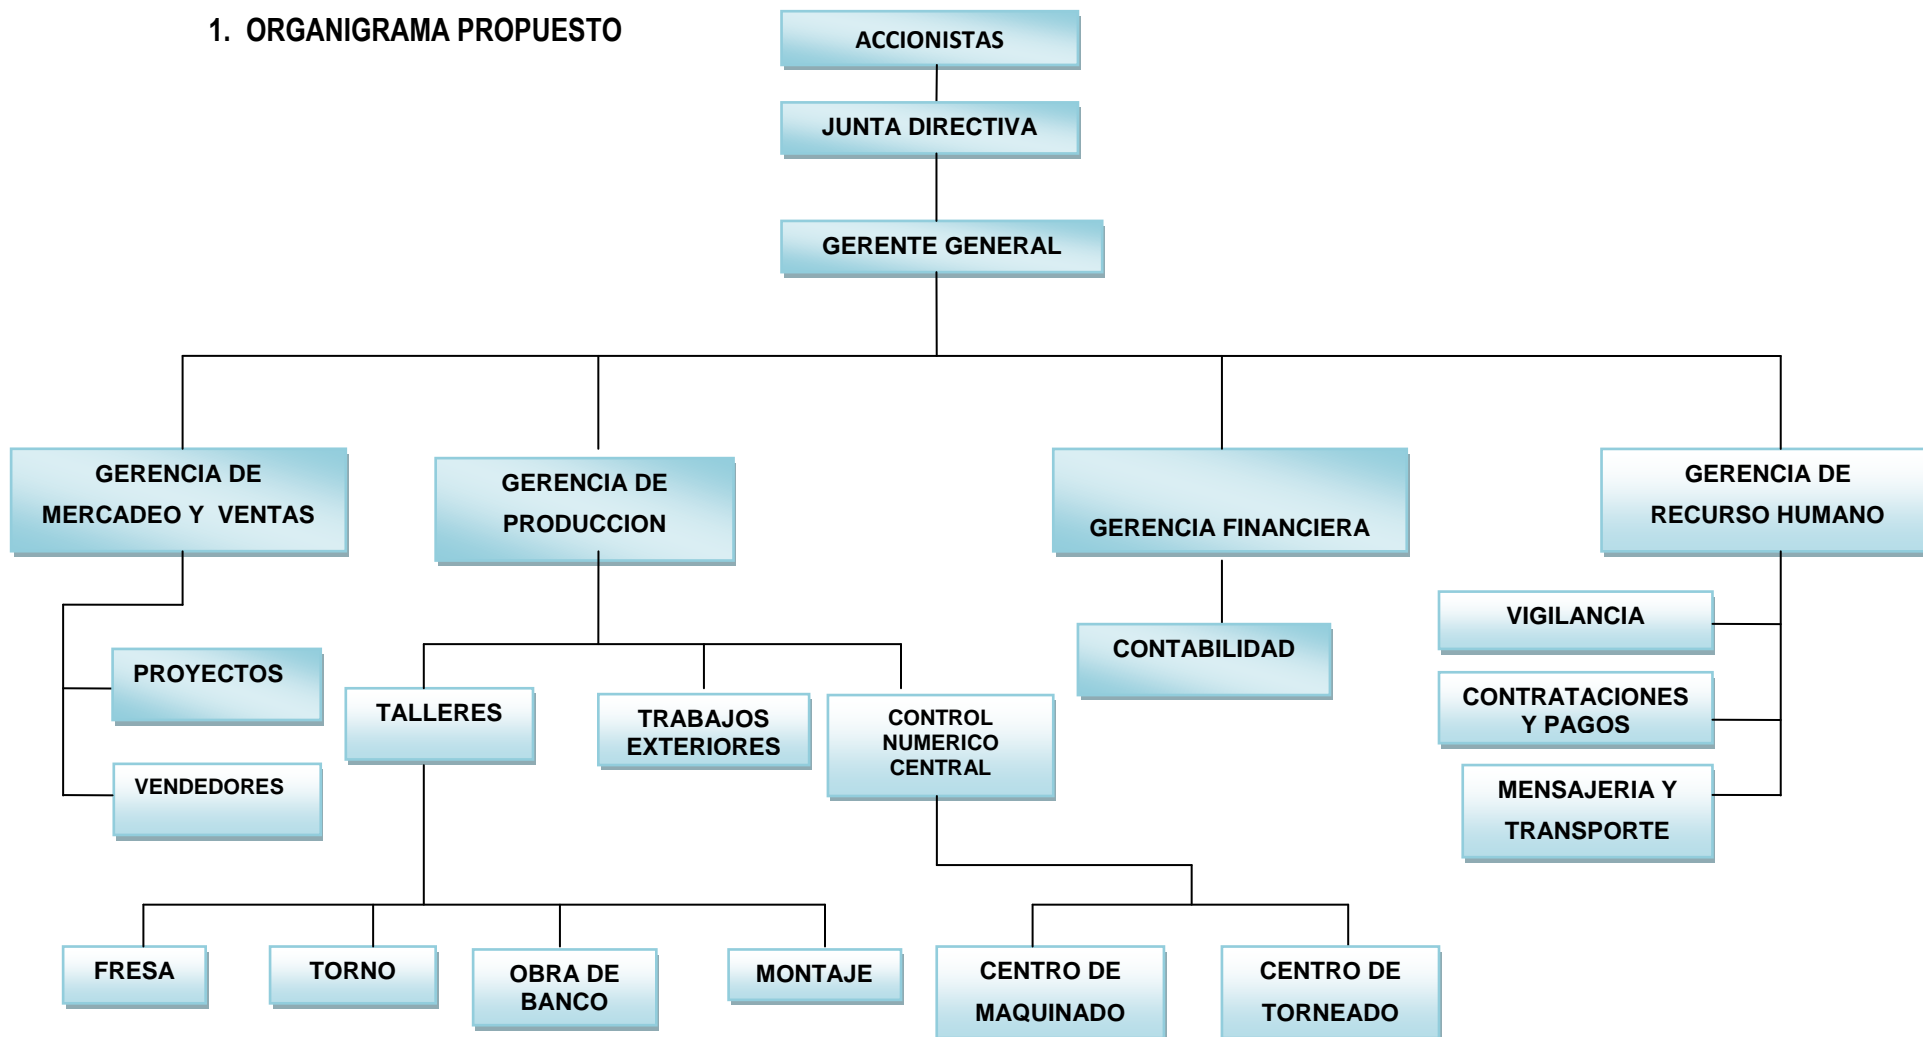 1. ORGANIGRAMA PROPUESTO
ACCIONISTAS
JUNTA DIRECTIVA
GERENTE GENERAL
GERENCIA DE
MERCADEO Y VENTAS
GERENCIA DE
PRODUCCION
GERENCIA FINANCIERA
GERENCIA DE
RECURSO HUMANO
PROYECTOS
VENDEDORES
TALLERES
TRABAJOS
EXTERIORES
CONTROL
NUMERICO
CENTRAL
CONTABILIDAD
VIGILANCIA
CONTRATACIONES
Y PAGOS
MENSAJERIA Y
TRANSPORTE
FRESA
TORNO
OBRA DE
BANCO
MONTAJE
CENTRO DE
MAQUINADO
CENTRO DE
TORNEADO